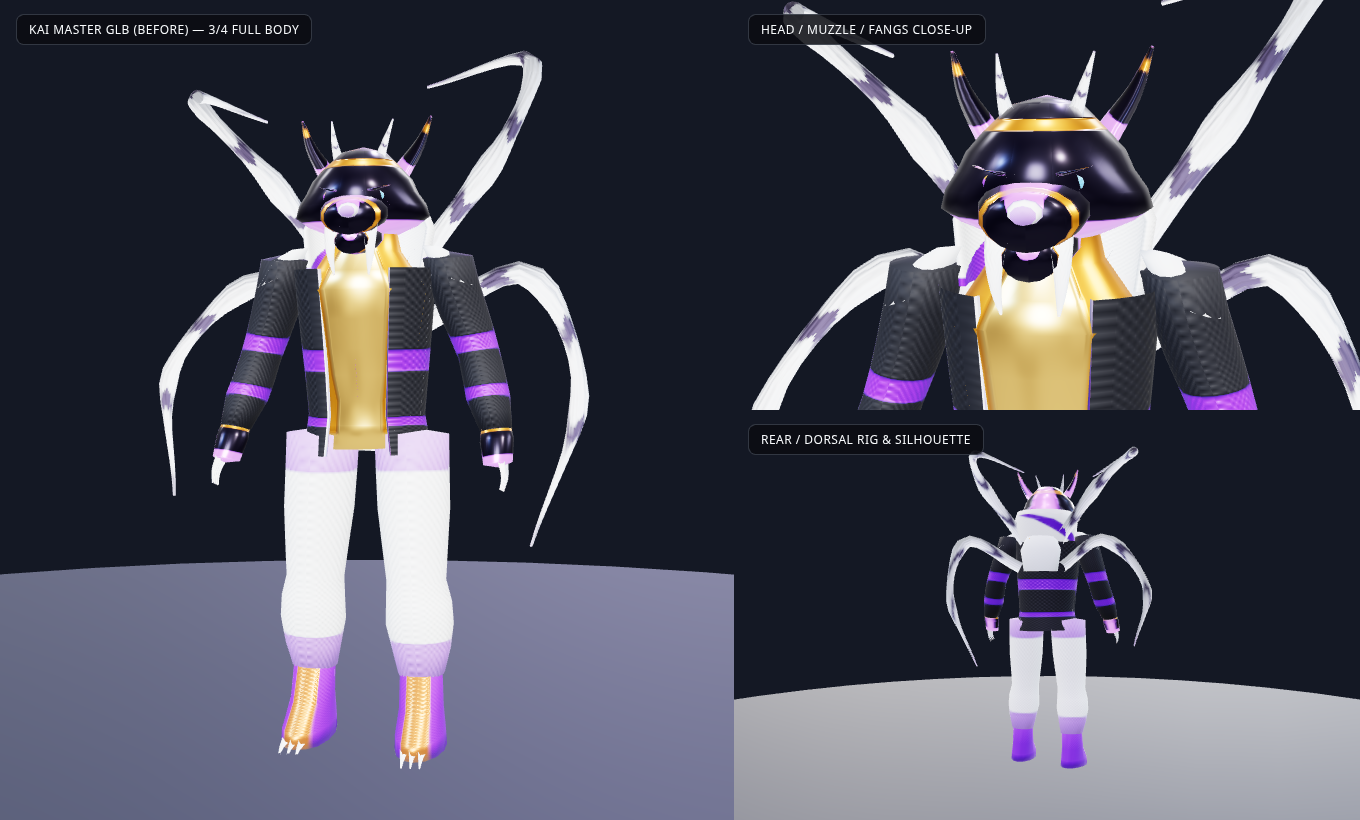 KAI MASTER GLB (BEFORE) — 3/4 FULL BODY
HEAD / MUZZLE / FANGS CLOSE-UP
REAR / DORSAL RIG & SILHOUETTE